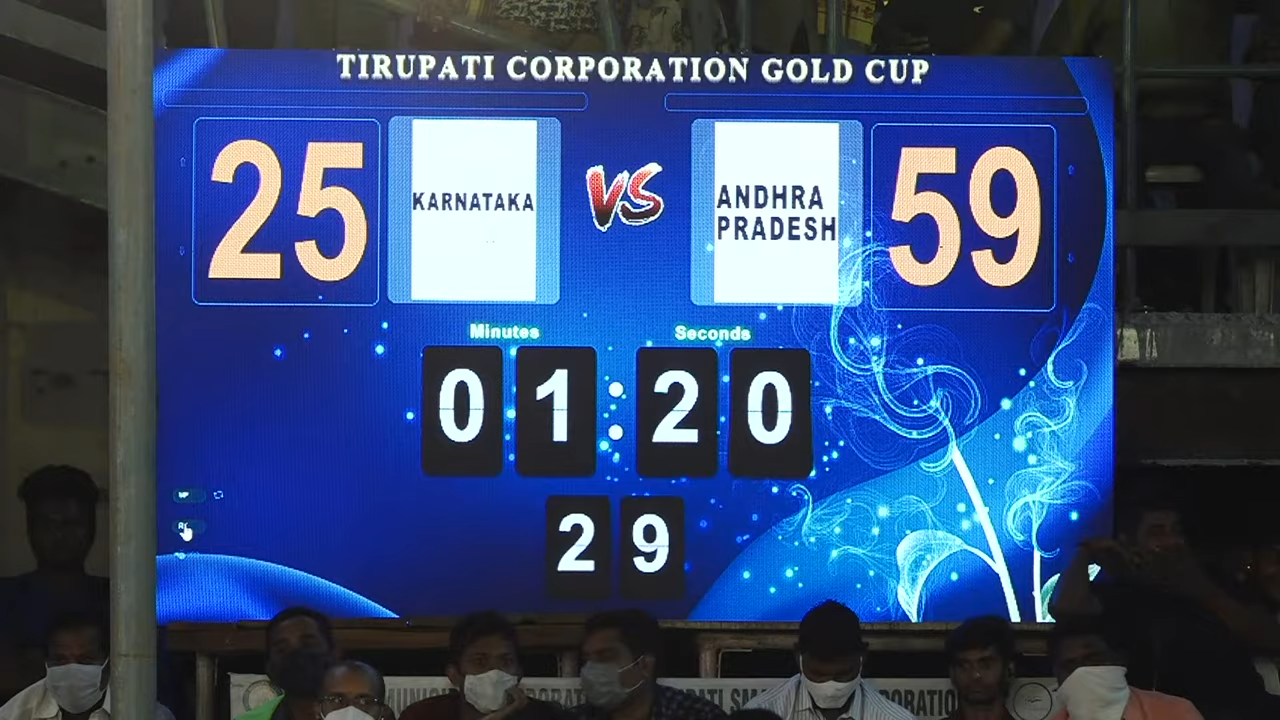 TIRUPATI CORPORATION GOLD CUP
25
KARNATAKA
VS
ANDHRA
PRADESH
59
Minutes Seconds
01:20
29